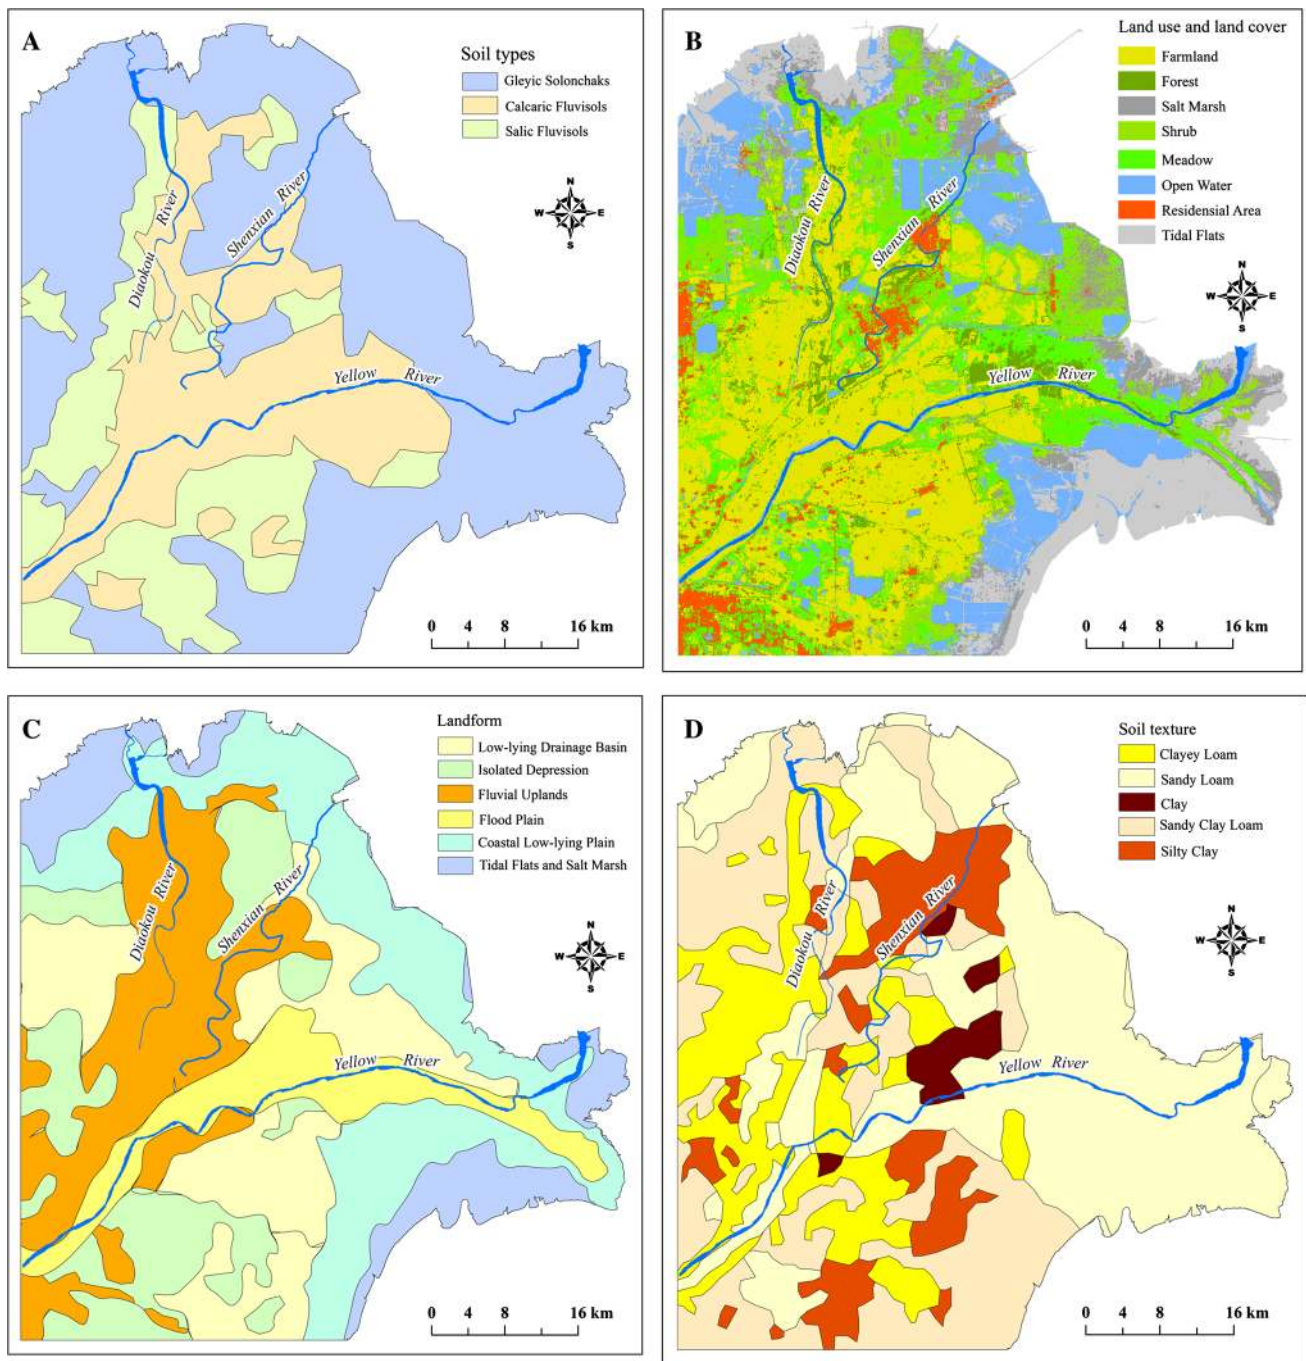 A
Soil types
Gleyic Solonchaks
Calcaric Fluvisols
Salic Fluvisols
Diaokou River
Shenxian River
Yellow River
N
W E
S
0 4 8 16 km
B
Land use and land cover
Farmland
Forest
Salt Marsh
Shrub
Meadow
Open Water
Residensial Area
Tidal Flats
Diaokou River
Shenxian River
Yellow River
N
W E
S
0 4 8 16 km
C
Landform
Low-lying Drainage Basin
Isolated Depression
Fluvial Uplands
Flood Plain
Coastal Low-lying Plain
Tidal Flats and Salt Marsh
Diaokou River
Shenxian River
Yellow River
N
W E
S
0 4 8 16 km
D
Soil texture
Clayey Loam
Sandy Loam
Clay
Sandy Clay Loam
Silty Clay
Diaokou River
Shenxian River
Yellow River
N
W E
S
0 4 8 16 km